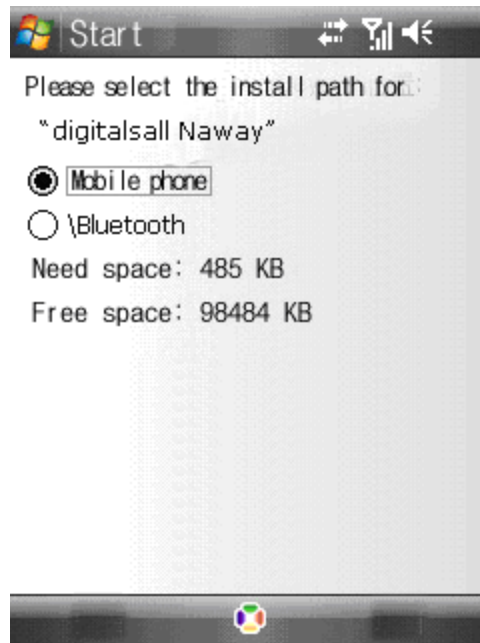 Start
Please select the install path for :
“digitalsall Naway”
Mobile phone
\Bluetooth
Need space: 485 KB
Free space: 98484 KB